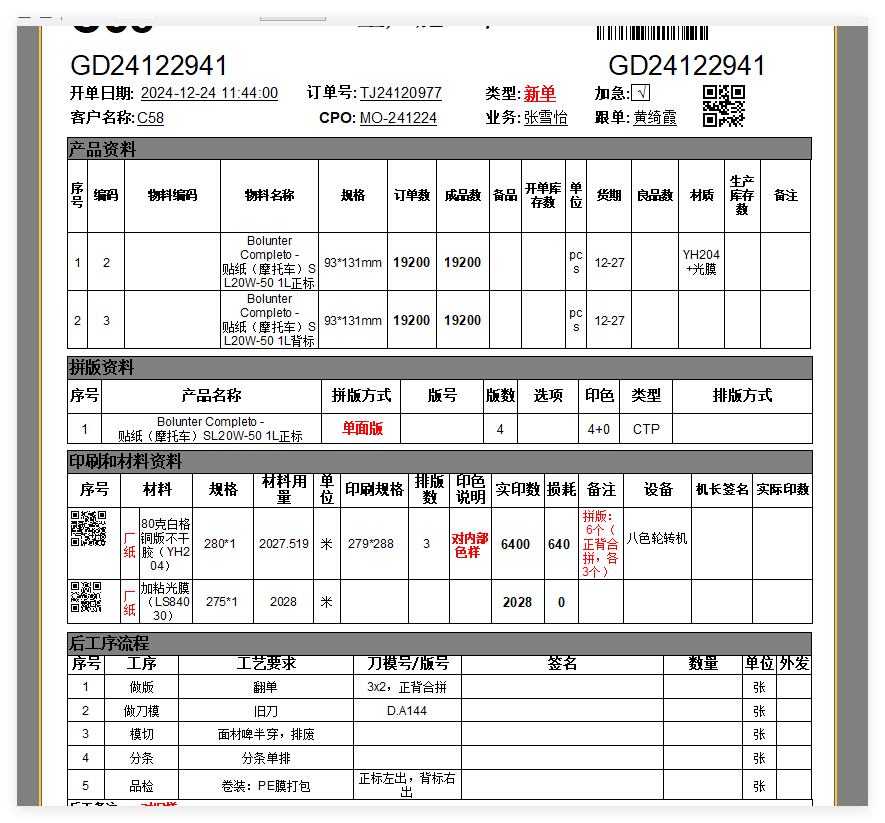 GD24122941 GD24122941
开单日期: 2024-12-24 11:44:00 订单号: TJ24120977 类型: 新单 加急: √
客户名称: C58 CPO: MO-241224 业务: 张雪怡 跟单: 黄绮霞
产品资料
序号 编码 物料编码 物料名称 规格 订单数 成品数 备品 开单库存数 单位 货期 良品数 材质 生产库存数 备注
1 2 Bolunter Completo - 贴纸（摩托车）SL20W-50 1L正标 93*131mm 19200 19200 pcs 12-27 YH204+光膜
2 3 Bolunter Completo - 贴纸（摩托车）SL20W-50 1L背标 93*131mm 19200 19200 pcs 12-27
拼版资料
序号 产品名称 拼版方式 版号 版数 选项 印色 类型 排版方式
1 Bolunter Completo - 贴纸（摩托车）SL20W-50 1L正标 单面版 4 4+0 CTP
印刷和材料资料
序号 材料 规格 材料用量 单位 印刷规格 排版数 印色说明 实印数 损耗 备注 设备 机长签名 实际印数
厂纸 80克白格铜版不干胶（YH204） 280*1 2027.519 米 279*288 3 对内部色样 6400 640 拼版：6个（正背合拼，各3个） 八色轮转机
厂纸 加粘光膜（LS84030） 275*1 2028 米 2028 0
后工序流程
序号 工序 工艺要求 刀模号/版号 签名 数量 单位 外发
1 做版 翻单 3x2，正背合拼 张
2 做刀模 旧刀 D.A144 张
3 模切 面材啤半穿，排废 张
4 分条 分条单排 张
5 品检 卷装：PE膜打包 正标左出，背标右出 张